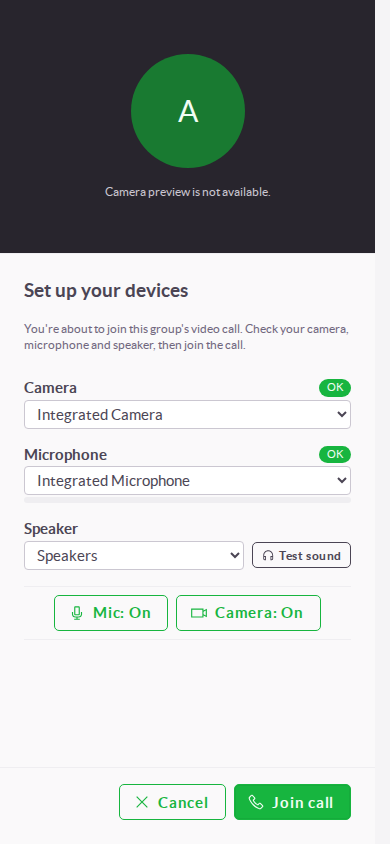 A
Camera preview is not available.
Set up your devices
You're about to join this group's video call. Check your camera,
microphone and speaker, then join the call.
Camera
OK
Integrated Camera
Microphone
OK
Integrated Microphone
Speaker
Speakers
Test sound
Mic: On
Camera: On
Cancel
Join call